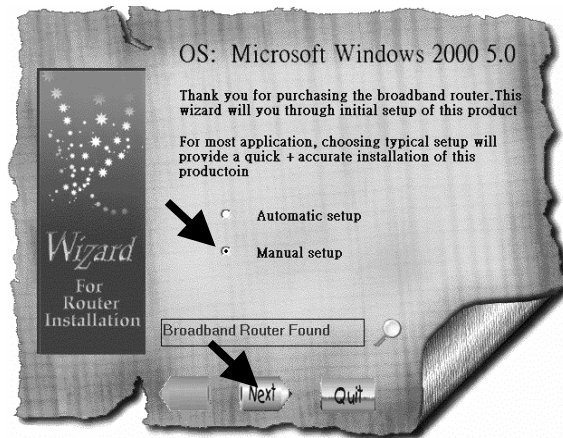 OS: Microsoft Windows 2000 5.0
Thank you for purchasing the broadband router.This
wizard will you through initial setup of this product
For most application, choosing typical setup will
provide a quick + accurate installation of this
productoin
Automatic setup
Manual setup
Wizard
For
Router
Installation
Broadband Router Found
Next
Quit